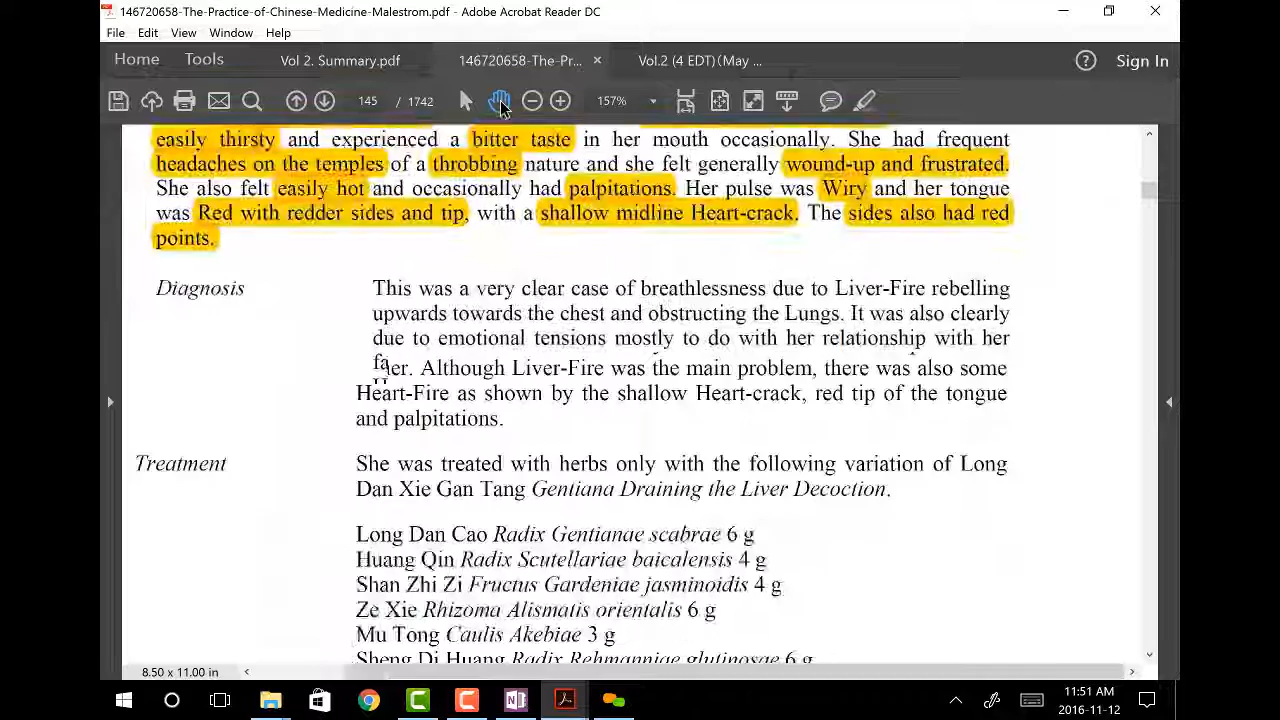 146720658-The-Practice-of-Chinese-Medicine-Malestrom.pdf - Adobe Acrobat Reader DC
File Edit View Window Help
Home Tools Vol 2. Summary.pdf 146720658-The-Pr... × Vol.2 (4 EDT)(May ... Sign In
145 / 1742 157%
easily thirsty and experienced a bitter taste in her mouth occasionally. She had frequent
headaches on the temples of a throbbing nature and she felt generally wound-up and frustrated.
She also felt easily hot and occasionally had palpitations. Her pulse was Wiry and her tongue
was Red with redder sides and tip, with a shallow midline Heart-crack. The sides also had red
points.
Diagnosis This was a very clear case of breathlessness due to Liver-Fire rebelling
upwards towards the chest and obstructing the Lungs. It was also clearly
due to emotional tensions mostly to do with her relationship with her
fa er. Although Liver-Fire was the main problem, there was also some
Heart-Fire as shown by the shallow Heart-crack, red tip of the tongue
and palpitations.
Treatment She was treated with herbs only with the following variation of Long
Dan Xie Gan Tang Gentiana Draining the Liver Decoction.
Long Dan Cao Radix Gentianae scabrae 6 g
Huang Qin Radix Scutellariae baicalensis 4 g
Shan Zhi Zi Fructus Gardeniae jasminoidis 4 g
Ze Xie Rhizoma Alismatis orientalis 6 g
Mu Tong Caulis Akebiae 3 g
Sheng Di Huang Radix Rehmanniae glutinosae 6 g
8.50 x 11.00 in
11:51 AM
2016-11-12